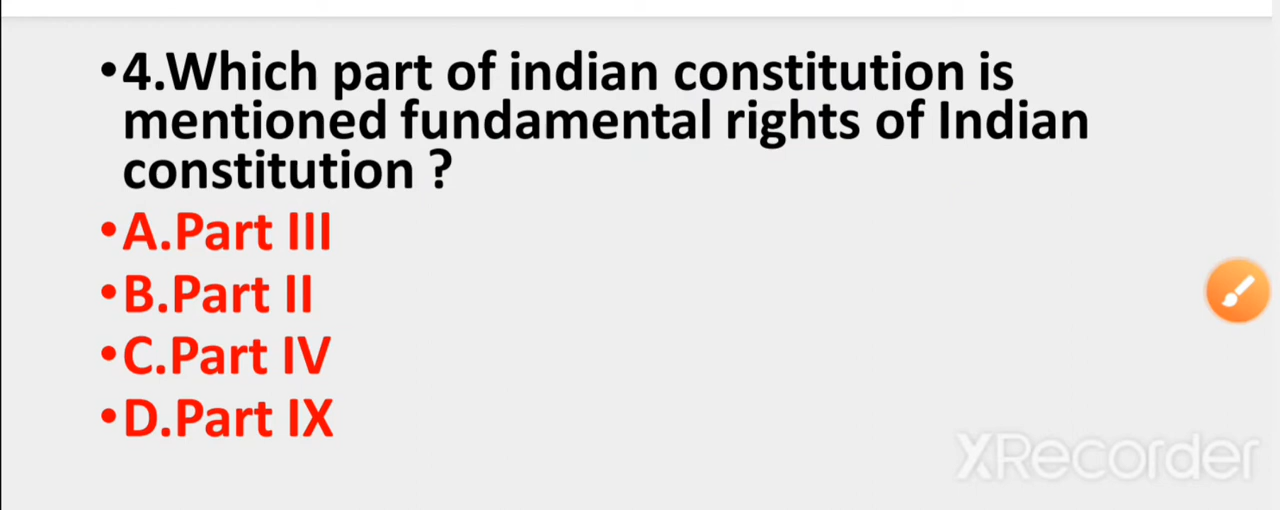 •4.Which part of indian constitution is
mentioned fundamental rights of Indian
constitution ?
•A.Part III
•B.Part II
•C.Part IV
•D.Part IX
XRecorder